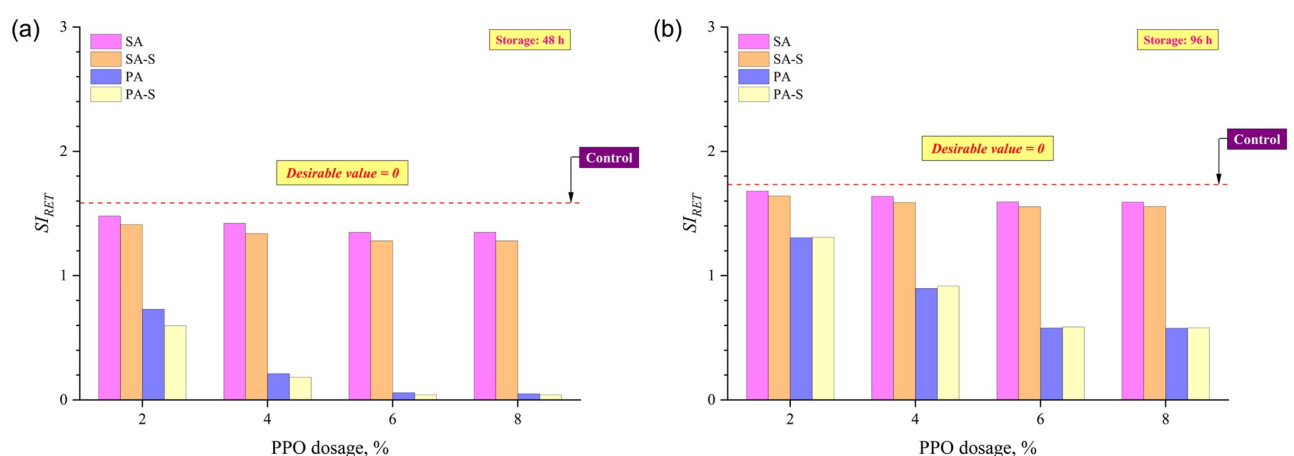 (a)
3
2
1
0
SI_RET
SA
SA-S
PA
PA-S
Storage: 48 h
Control
Desirable value = 0
2 4 6 8
PPO dosage, %
(b)
3
2
1
0
SI_RET
SA
SA-S
PA
PA-S
Storage: 96 h
Control
Desirable value = 0
2 4 6 8
PPO dosage, %